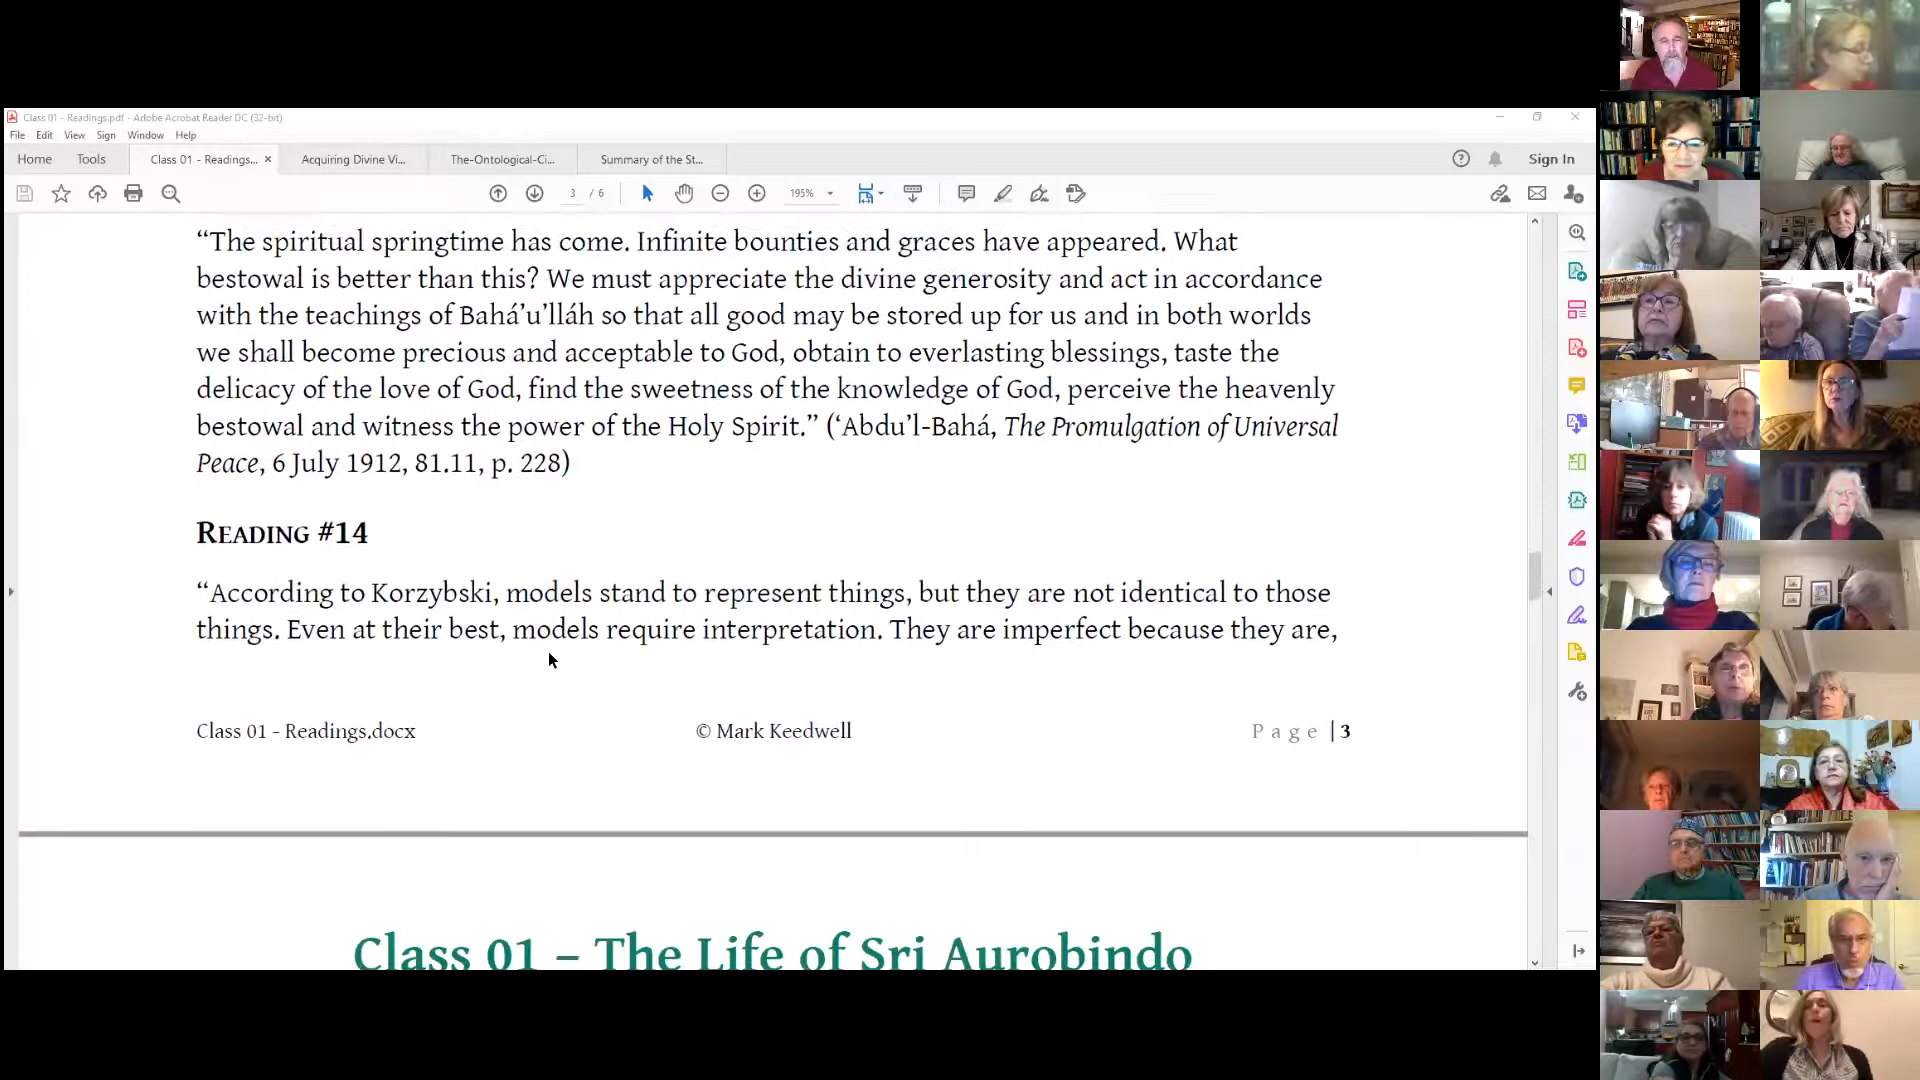 Class 01 - Readings.pdf - Adobe Acrobat Reader DC (32-bit)
File Edit View Sign Window Help
Home Tools Class 01 - Readings... × Acquiring Divine Vi... The-Ontological-Ci... Summary of the St... Sign In
3 / 6 195%
“The spiritual springtime has come. Infinite bounties and graces have appeared. What
bestowal is better than this? We must appreciate the divine generosity and act in accordance
with the teachings of Bahá’u’lláh so that all good may be stored up for us and in both worlds
we shall become precious and acceptable to God, obtain to everlasting blessings, taste the
delicacy of the love of God, find the sweetness of the knowledge of God, perceive the heavenly
bestowal and witness the power of the Holy Spirit.” (‘Abdu’l-Bahá, The Promulgation of Universal
Peace, 6 July 1912, 81.11, p. 228)
READING #14
“According to Korzybski, models stand to represent things, but they are not identical to those
things. Even at their best, models require interpretation. They are imperfect because they are,
Class 01 - Readings.docx © Mark Keedwell Page | 3
Class 01 – The Life of Sri Aurobindo